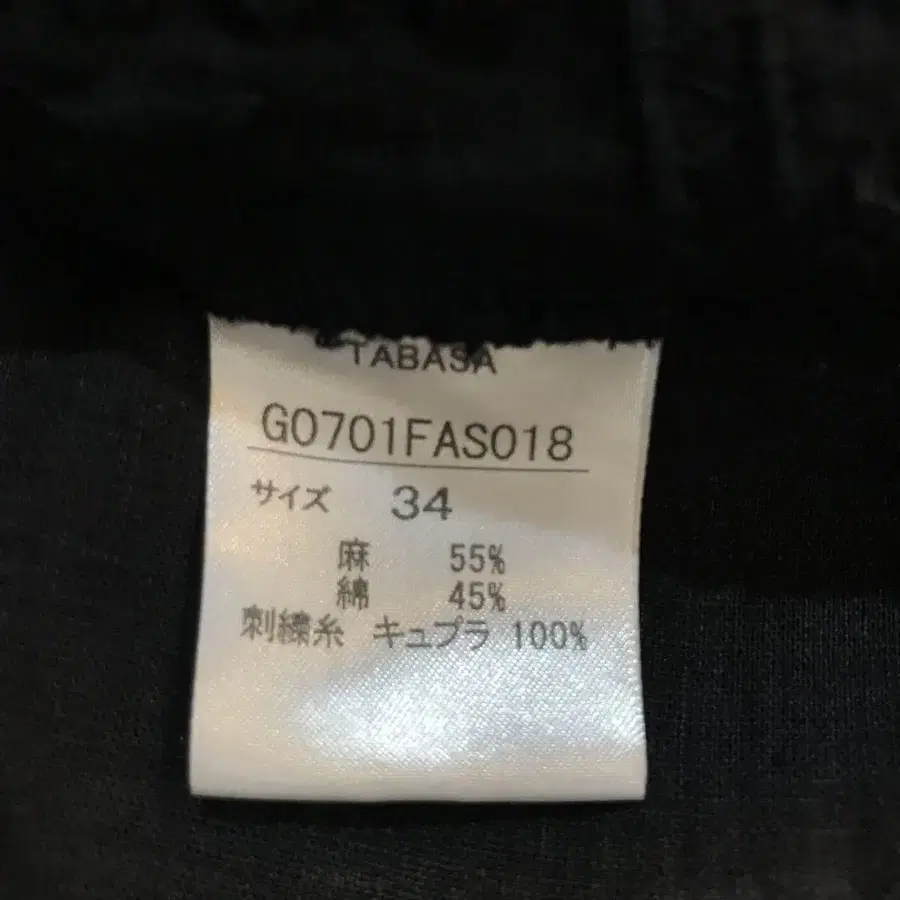 TABASA
G0701FAS018
サイズ 34
麻 55%
綿 45%
刺繍糸 キュプラ 100%